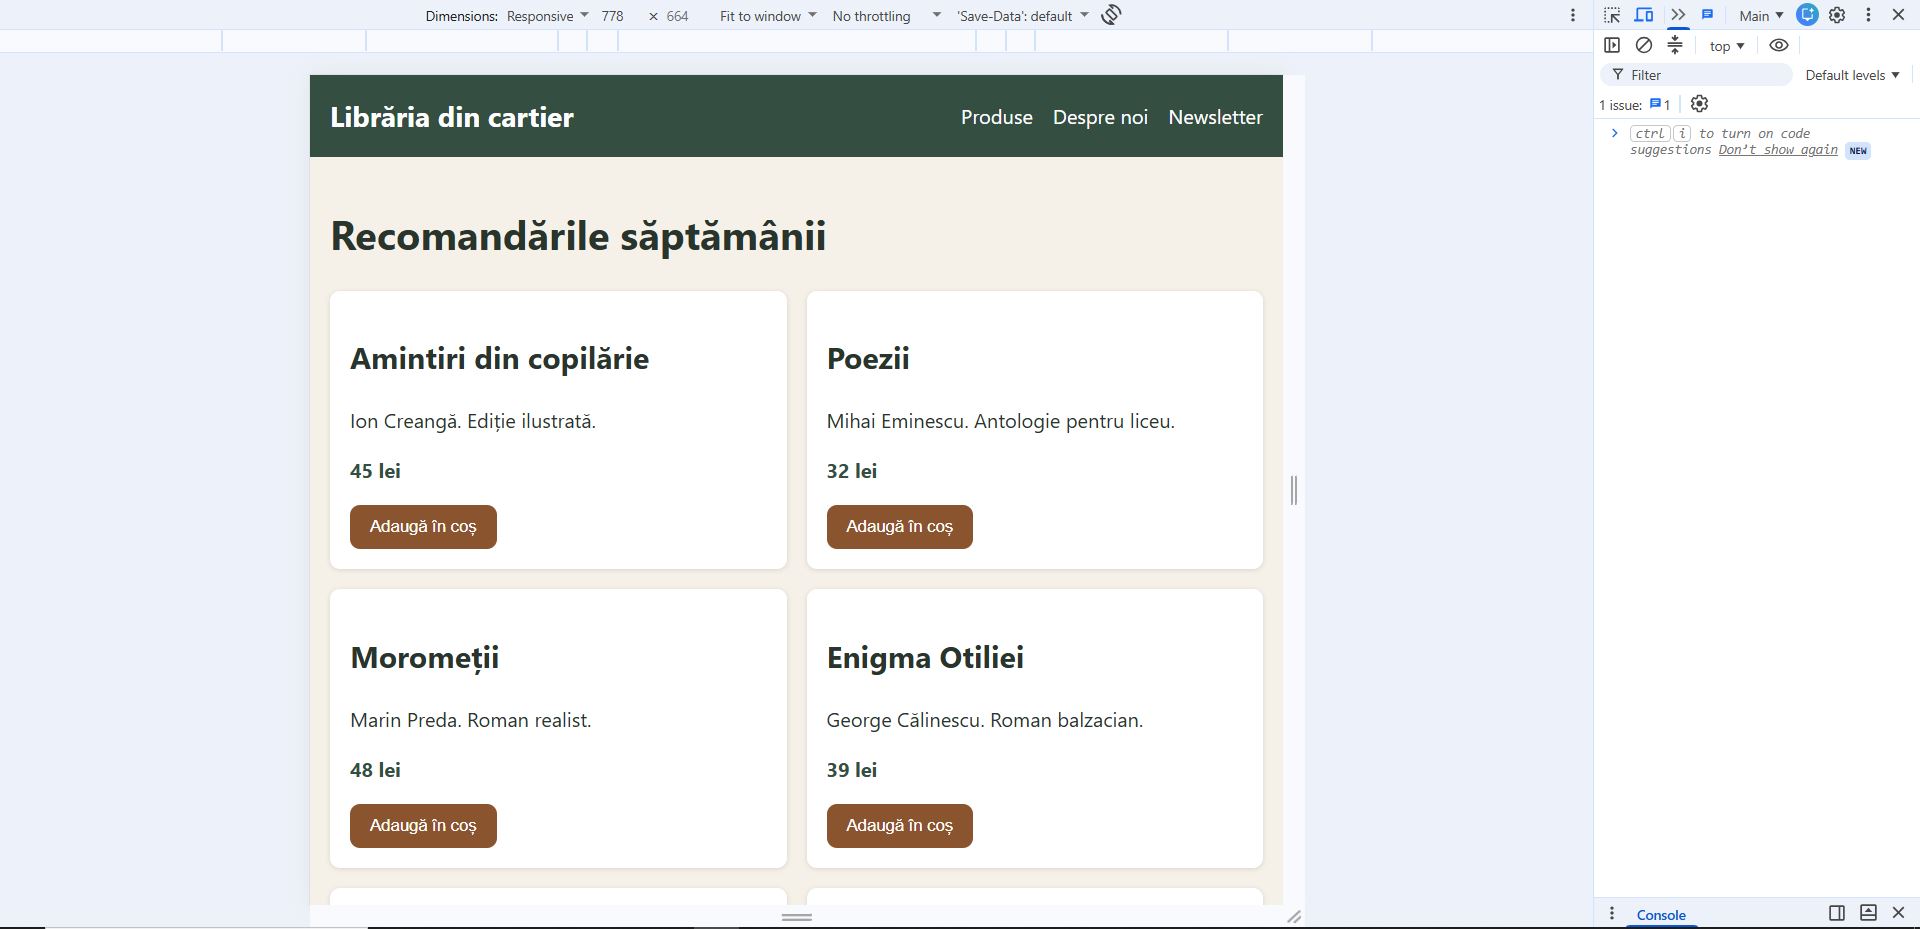 Dimensions: Responsive 778 × 664 Fit to window No throttling 'Save-Data': default
Main
top
Filter Default levels
1 issue: 1
ctrl i to turn on code
suggestions Don't show again NEW
Librăria din cartier Produse Despre noi Newsletter
Recomandările săptămânii
Amintiri din copilărie
Ion Creangă. Ediție ilustrată.
45 lei
Adaugă în coș
Poezii
Mihai Eminescu. Antologie pentru liceu.
32 lei
Adaugă în coș
Moromeții
Marin Preda. Roman realist.
48 lei
Adaugă în coș
Enigma Otiliei
George Călinescu. Roman balzacian.
39 lei
Adaugă în coș
Console